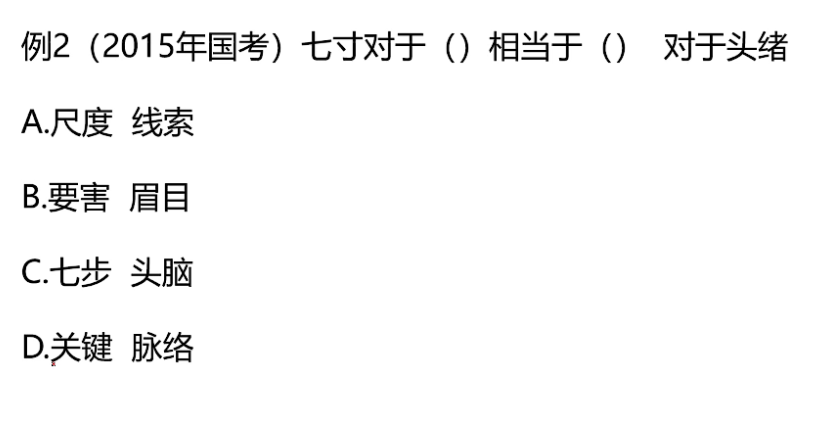 例2（2015年国考）七寸对于（）相当于（） 对于头绪
A.尺度 线索
B.要害 眉目
C.七步 头脑
D.关键 脉络